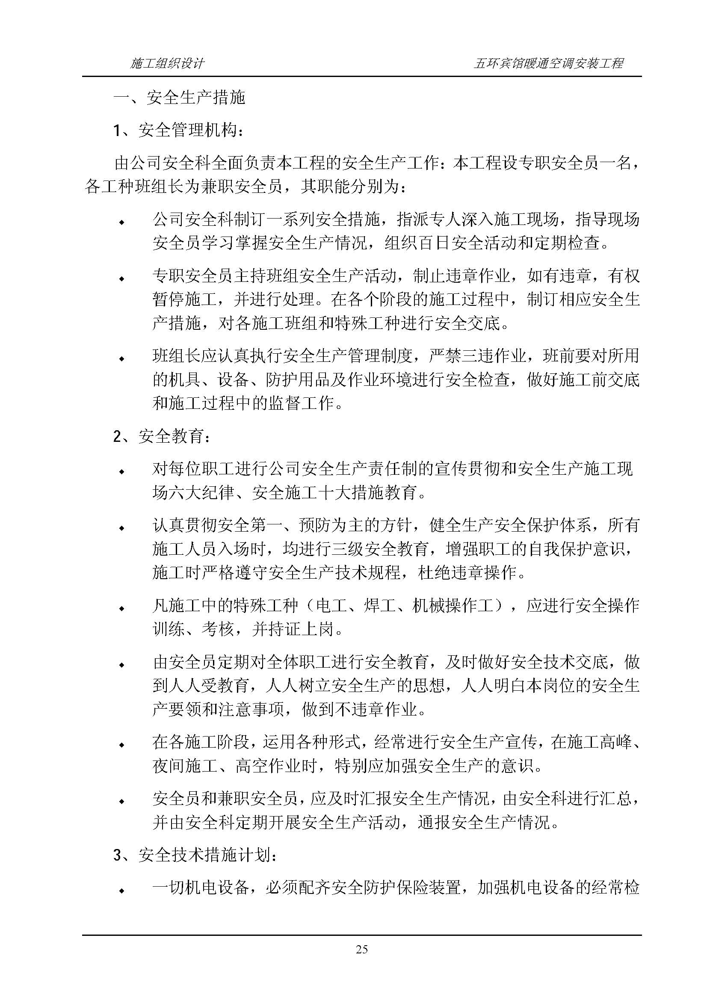 施工组织设计 五环宾馆暖通空调安装工程
一、安全生产措施
1、安全管理机构：
由公司安全科全面负责本工程的安全生产工作：本工程设专职安全员一名，
各工种班组长为兼职安全员，其职能分别为：
◆ 公司安全科制订一系列安全措施，指派专人深入施工现场，指导现场
安全员学习掌握安全生产情况，组织百日安全活动和定期检查。
◆ 专职安全员主持班组安全生产活动，制止违章作业，如有违章，有权
暂停施工，并进行处理。在各个阶段的施工过程中，制订相应安全生
产措施，对各施工班组和特殊工种进行安全交底。
◆ 班组长应认真执行安全生产管理制度，严禁三违作业，班前要对所用
的机具、设备、防护用品及作业环境进行安全检查，做好施工前交底
和施工过程中的监督工作。
2、安全教育：
◆ 对每位职工进行公司安全生产责任制的宣传贯彻和安全生产施工现
场六大纪律、安全施工十大措施教育。
◆ 认真贯彻安全第一、预防为主的方针，健全生产安全保护体系，所有
施工人员入场时，均进行三级安全教育，增强职工的自我保护意识，
施工时严格遵守安全生产技术规程，杜绝违章操作。
◆ 凡施工中的特殊工种（电工、焊工、机械操作工），应进行安全操作
训练、考核，并持证上岗。
◆ 由安全员定期对全体职工进行安全教育，及时做好安全技术交底，做
到人人受教育，人人树立安全生产的思想，人人明白本岗位的安全生
产要领和注意事项，做到不违章作业。
◆ 在各施工阶段，运用各种形式，经常进行安全生产宣传，在施工高峰、
夜间施工、高空作业时，特别应加强安全生产的意识。
◆ 安全员和兼职安全员，应及时汇报安全生产情况，由安全科进行汇总，
并由安全科定期开展安全生产活动，通报安全生产情况。
3、安全技术措施计划：
◆ 一切机电设备，必须配齐安全防护保险装置，加强机电设备的经常检
25